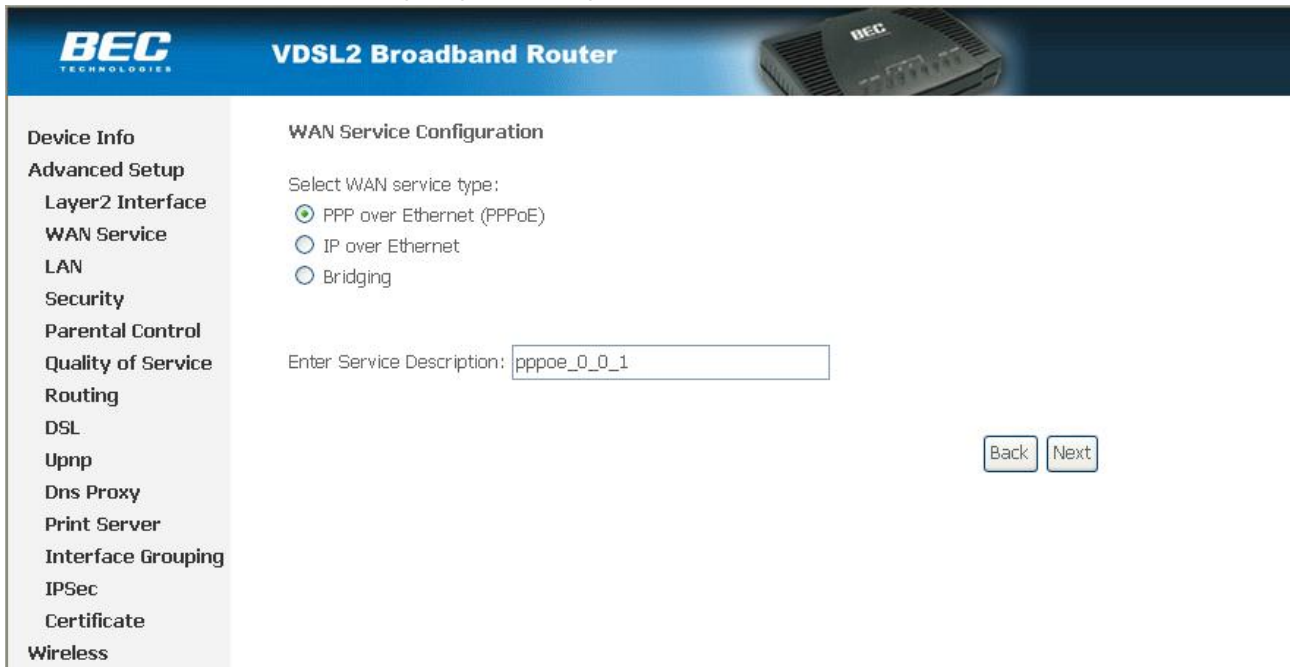 BEC
TECHNOLOGIES
VDSL2 Broadband Router
BEC
Device Info
Advanced Setup
Layer2 Interface
WAN Service
LAN
Security
Parental Control
Quality of Service
Routing
DSL
Upnp
Dns Proxy
Print Server
Interface Grouping
IPSec
Certificate
Wireless
WAN Service Configuration
Select WAN service type:
PPP over Ethernet (PPPoE)
IP over Ethernet
Bridging
Enter Service Description: pppoe_0_0_1
Back Next